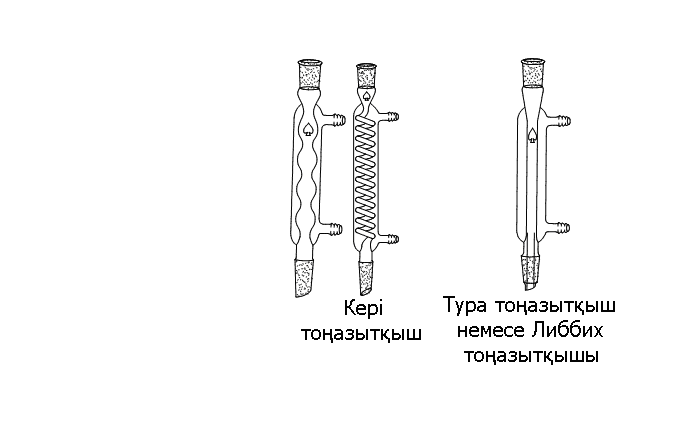 Кері
тоңазытқыш
Тура тоңазытқыш
немесе Либбих
тоңазытқышы